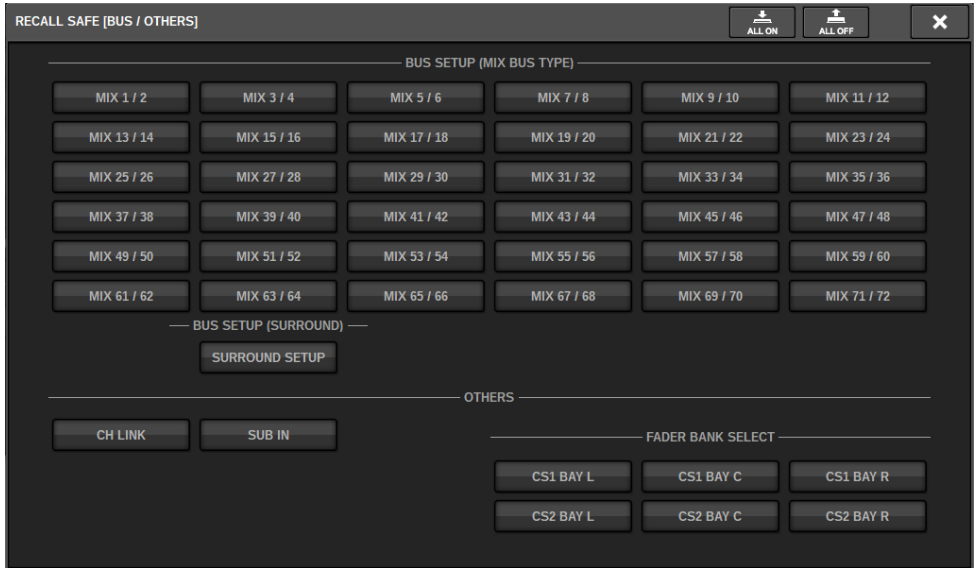 RECALL SAFE [BUS / OTHERS] ALL ON ALL OFF
BUS SETUP (MIX BUS TYPE)
MIX 1 / 2 MIX 3 / 4 MIX 5 / 6 MIX 7 / 8 MIX 9 / 10 MIX 11 / 12
MIX 13 / 14 MIX 15 / 16 MIX 17 / 18 MIX 19 / 20 MIX 21 / 22 MIX 23 / 24
MIX 25 / 26 MIX 27 / 28 MIX 29 / 30 MIX 31 / 32 MIX 33 / 34 MIX 35 / 36
MIX 37 / 38 MIX 39 / 40 MIX 41 / 42 MIX 43 / 44 MIX 45 / 46 MIX 47 / 48
MIX 49 / 50 MIX 51 / 52 MIX 53 / 54 MIX 55 / 56 MIX 57 / 58 MIX 59 / 60
MIX 61 / 62 MIX 63 / 64 MIX 65 / 66 MIX 67 / 68 MIX 69 / 70 MIX 71 / 72
BUS SETUP (SURROUND)
SURROUND SETUP
OTHERS
CH LINK SUB IN
FADER BANK SELECT
CS1 BAY L CS1 BAY C CS1 BAY R
CS2 BAY L CS2 BAY C CS2 BAY R